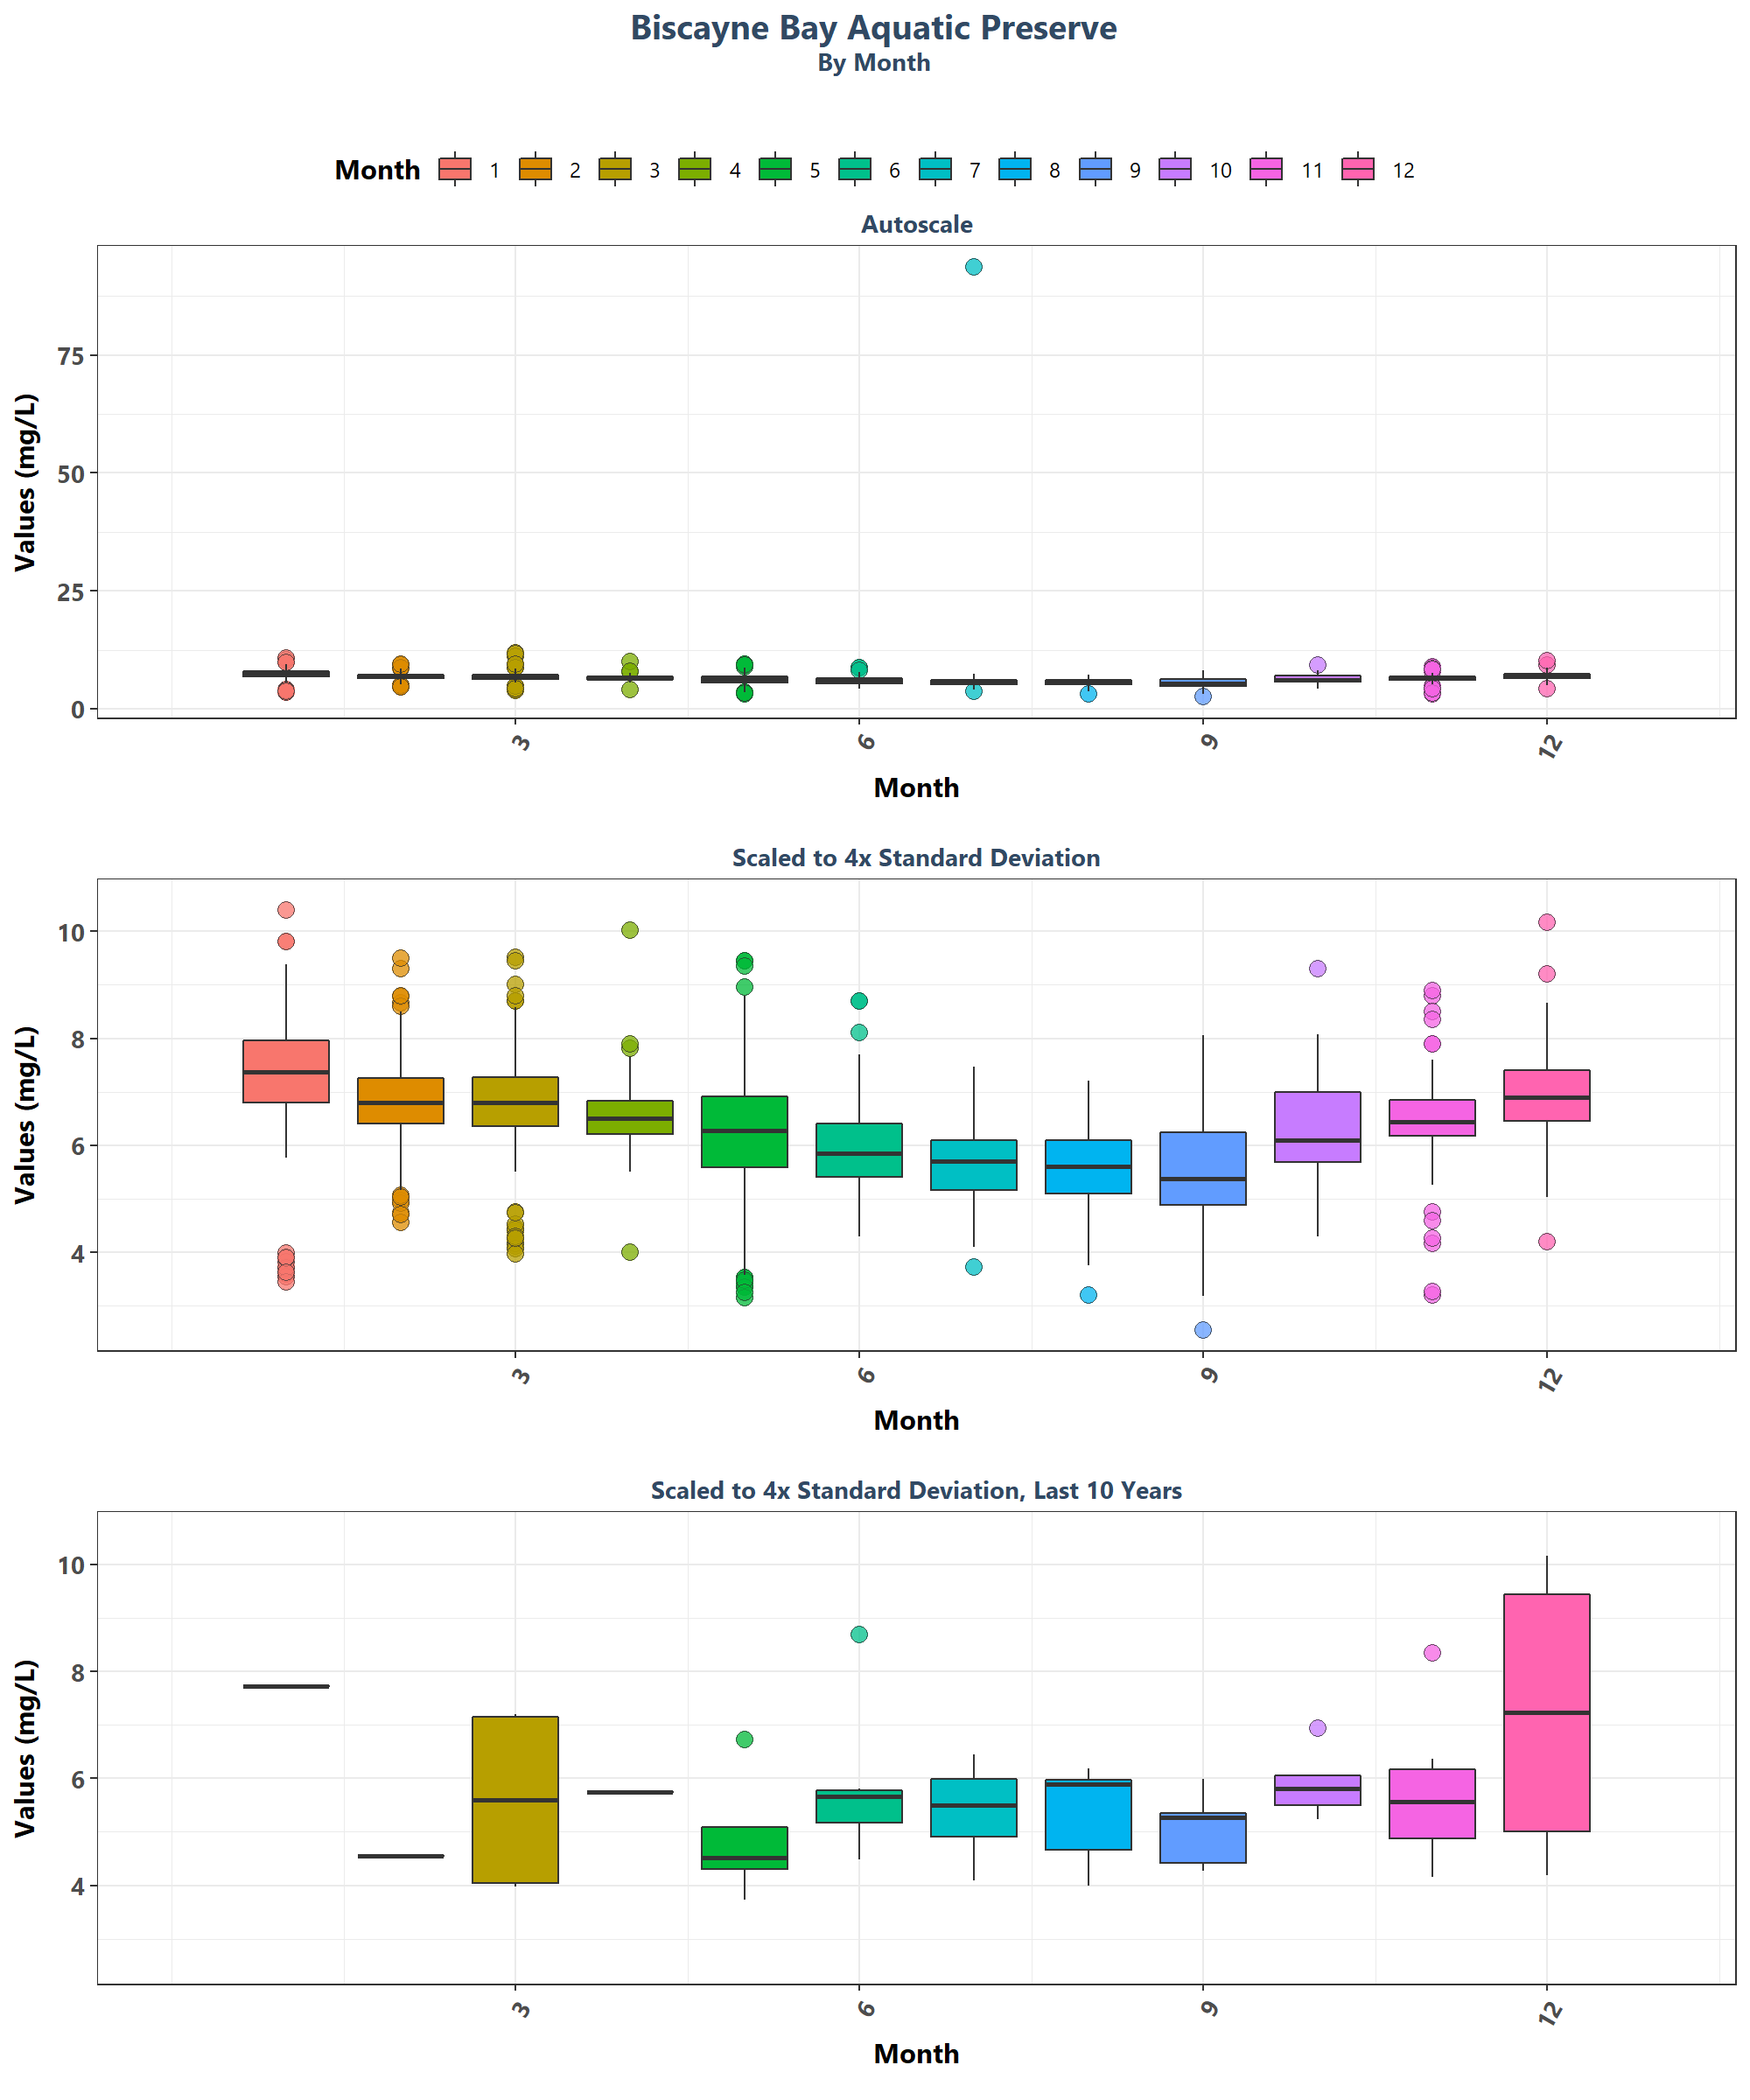 Biscayne Bay Aquatic Preserve
By Month
Month 1 2 3 4 5 6 7 8 9 10 11 12
Autoscale
Values (mg/L)
75
50
25
0
3 6 9 12
Month
Scaled to 4x Standard Deviation
Values (mg/L)
10
8
6
4
3 6 9 12
Month
Scaled to 4x Standard Deviation, Last 10 Years
Values (mg/L)
10
8
6
4
3 6 9 12
Month